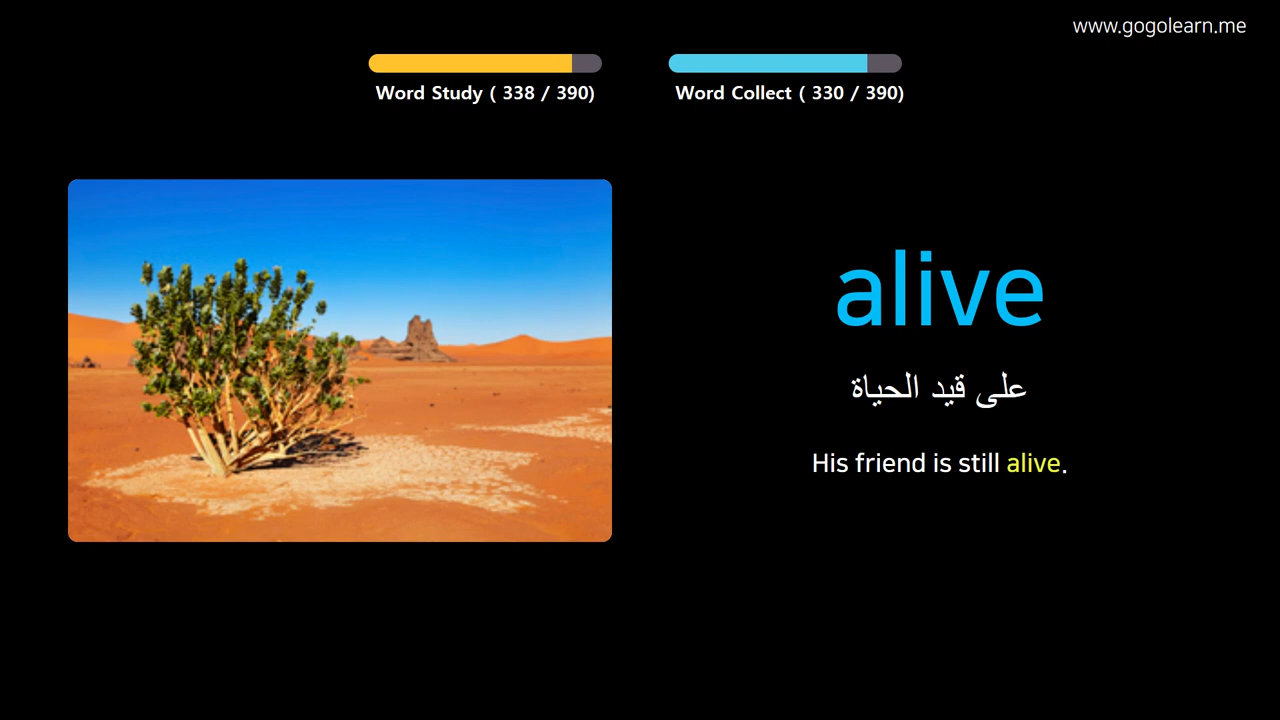 www.gogolearn.me
Word Study ( 338 / 390)
Word Collect ( 330 / 390)
alive
على قيد الحياة
His friend is still alive.